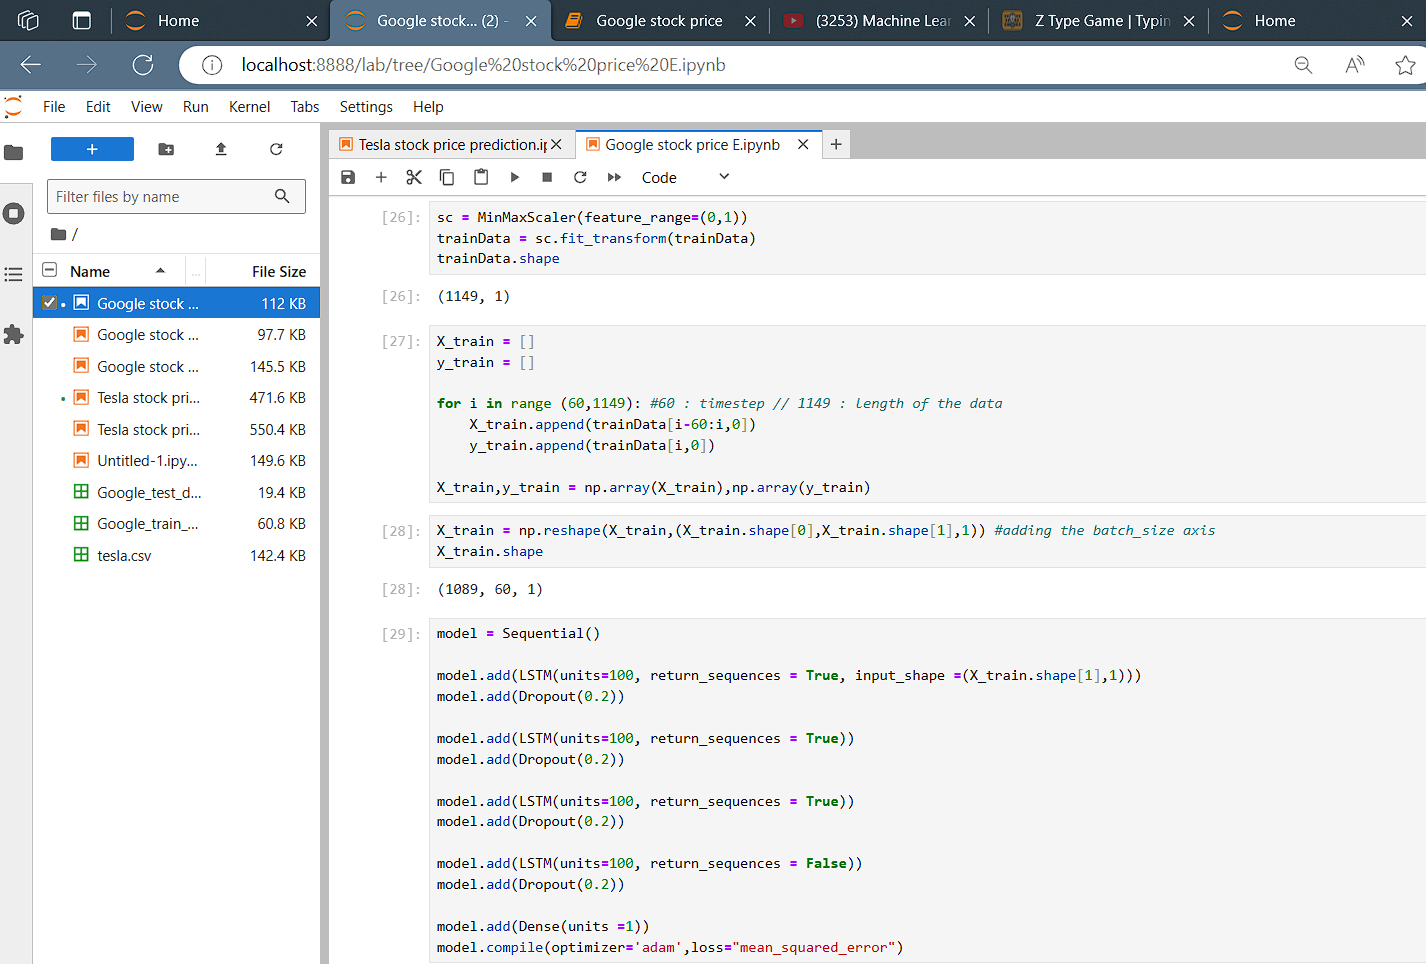 Home
Google stock... (2) -
Google stock price
(3253) Machine Lear
Z Type Game | Typin
Home
localhost:8888/lab/tree/Google%20stock%20price%20E.ipynb
File Edit View Run Kernel Tabs Settings Help
Tesla stock price prediction.ip
Google stock price E.ipynb
Code
Filter files by name
/
Name ... File Size
Google stock ... 112 KB
Google stock ... 97.7 KB
Google stock ... 145.5 KB
Tesla stock pri... 471.6 KB
Tesla stock pri... 550.4 KB
Untitled-1.ipy... 149.6 KB
Google_test_d... 19.4 KB
Google_train_... 60.8 KB
tesla.csv 142.4 KB
[26]: sc = MinMaxScaler(feature_range=(0,1))
trainData = sc.fit_transform(trainData)
trainData.shape
[26]: (1149, 1)
[27]: X_train = []
y_train = []
for i in range (60,1149): #60 : timestep // 1149 : length of the data
X_train.append(trainData[i-60:i,0])
y_train.append(trainData[i,0])
X_train,y_train = np.array(X_train),np.array(y_train)
[28]: X_train = np.reshape(X_train,(X_train.shape[0],X_train.shape[1],1)) #adding the batch_size axis
X_train.shape
[28]: (1089, 60, 1)
[29]: model = Sequential()
model.add(LSTM(units=100, return_sequences = True, input_shape =(X_train.shape[1],1)))
model.add(Dropout(0.2))
model.add(LSTM(units=100, return_sequences = True))
model.add(Dropout(0.2))
model.add(LSTM(units=100, return_sequences = True))
model.add(Dropout(0.2))
model.add(LSTM(units=100, return_sequences = False))
model.add(Dropout(0.2))
model.add(Dense(units =1))
model.compile(optimizer='adam',loss="mean_squared_error")